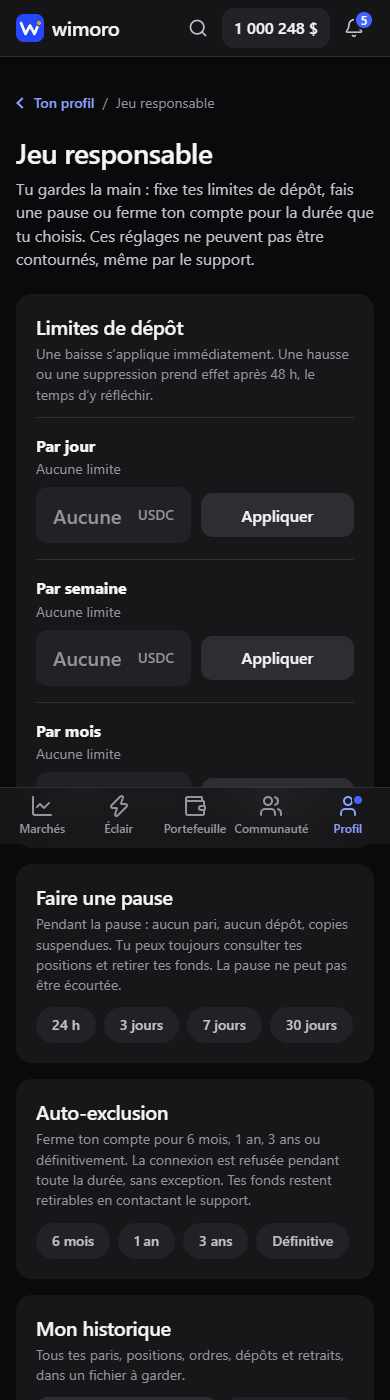 wimoro
1 000 248 $
5
Ton profil / Jeu responsable
Jeu responsable
Tu gardes la main : fixe tes limites de dépôt, fais
une pause ou ferme ton compte pour la durée que
tu choisis. Ces réglages ne peuvent pas être
contournés, même par le support.
Limites de dépôt
Une baisse s'applique immédiatement. Une hausse
ou une suppression prend effet après 48 h, le
temps d'y réfléchir.
Par jour
Aucune limite
Aucune USDC
Appliquer
Par semaine
Aucune limite
Aucune USDC
Appliquer
Par mois
Aucune limite
Marchés
Éclair
Portefeuille
Communauté
Profil
Faire une pause
Pendant la pause : aucun pari, aucun dépôt, copies
suspendues. Tu peux toujours consulter tes
positions et retirer tes fonds. La pause ne peut pas
être écourtée.
24 h
3 jours
7 jours
30 jours
Auto-exclusion
Ferme ton compte pour 6 mois, 1 an, 3 ans ou
définitivement. La connexion est refusée pendant
toute la durée, sans exception. Tes fonds restent
retirables en contactant le support.
6 mois
1 an
3 ans
Définitive
Mon historique
Tous tes paris, positions, ordres, dépôts et retraits,
dans un fichier à garder.